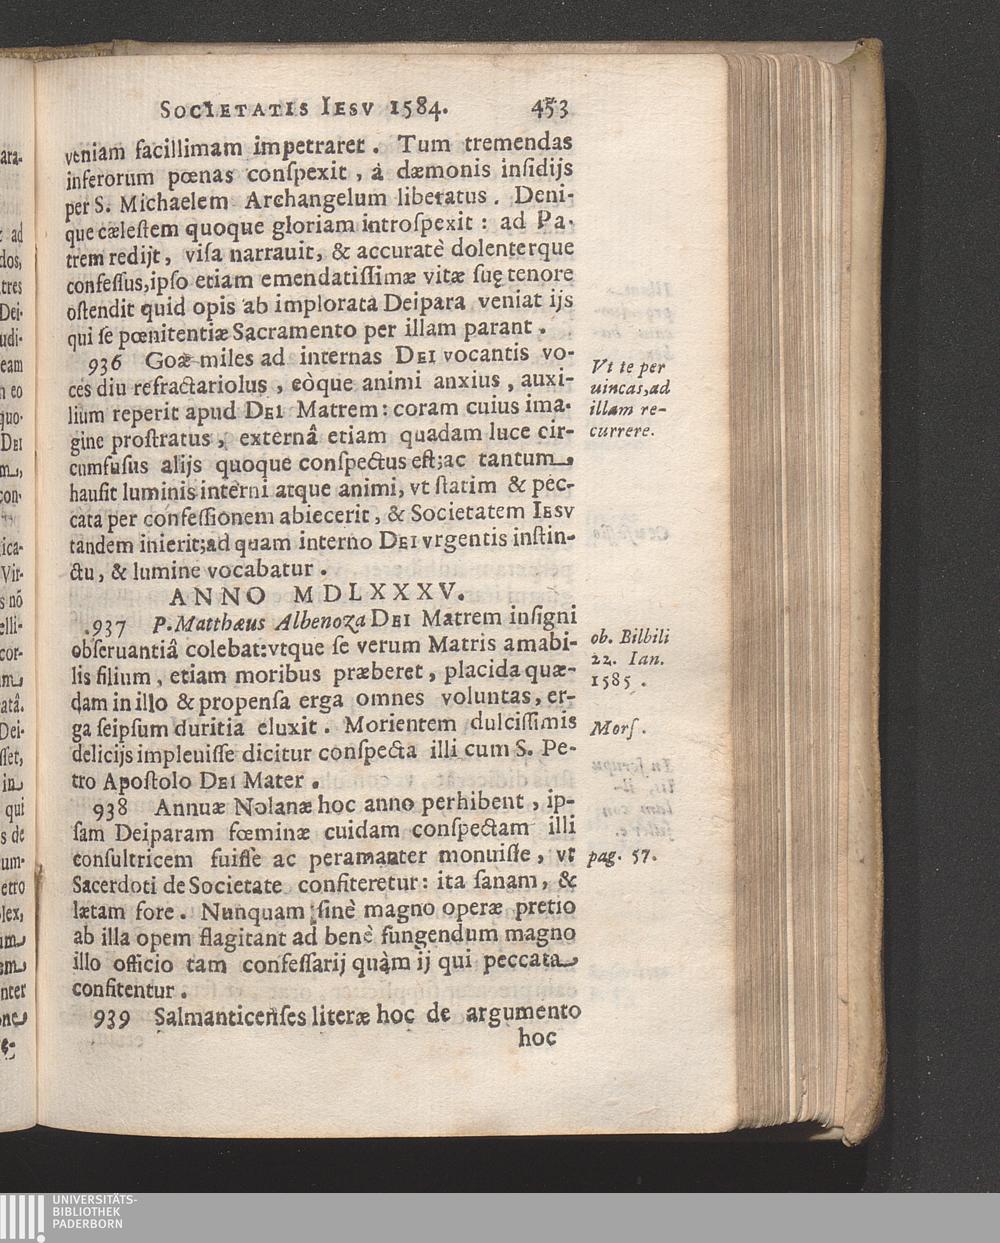 SOCIETATIS IESV 1584. 453
veniam facillimam impetraret. Tum tremendas
inferorum pœnas conſpexit, à dæmonis inſidijs
per S. Michaelem Archangelum liberatus. Deni-
que cæleſtem quoque gloriam introſpexit: ad Pa-
trem redijt, viſa narrauit, & accuratè dolenterque
confeſſus, ipſo etiam emendatiſſimæ vitæ ſuę tenore
oſtendit quid opis ab implorata Deipara veniat ijs
qui ſe pœnitentiæ Sacramento per illam parant.
936 Goæ miles ad internas DEI vocantis vo-
ces diu refractariolus, eòque animi anxius, auxi-
lium reperit apud DEI Matrem: coram cuius ima-
gine proſtratus, externâ etiam quadam luce cir-
cumfuſus alijs quoque conſpectus eſt; ac tantum
hauſit luminis interni atque animi, vt ſtatim & pec-
cata per confeſſionem abiecerit, & Societatem IESV
tandem inierit; ad quam interno DEI vrgentis inſtin-
ctu, & lumine vocabatur.
Vt te per
uincas, ad
illam re-
currere.
ANNO MDLXXXV.
937 P. Matthæus Albenoza DEI Matrem inſigni
obſeruantiâ colebat: vtque ſe verum Matris amabi-
lis filium, etiam moribus præberet, placida quæ-
dam in illo & propenſa erga omnes voluntas, er-
ga ſeipſum duritia eluxit. Morientem dulciſſimis
delicijs impleuiſſe dicitur conſpecta illi cum S. Pe-
tro Apoſtolo DEI Mater.
ob. Bilbili
22. Ian.
1585.
Morſ.
938 Annuæ Nolanæ hoc anno perhibent, ip-
ſam Deiparam fœminæ cuidam conſpectam illi
conſultricem fuiſſe ac peramanter monuiſſe, vt
Sacerdoti de Societate confiteretur: ita ſanam, &
lætam fore. Nunquam ſinè magno operæ pretio
ab illa opem flagitant ad benè fungendum magno
illo officio tam confeſſarij quàm ij qui peccata
confitentur.
pag. 57.
939 Salmanticenſes literæ hoc de argumento
hoc
UNIVERSITÄTS-
BIBLIOTHEK
PADERBORN